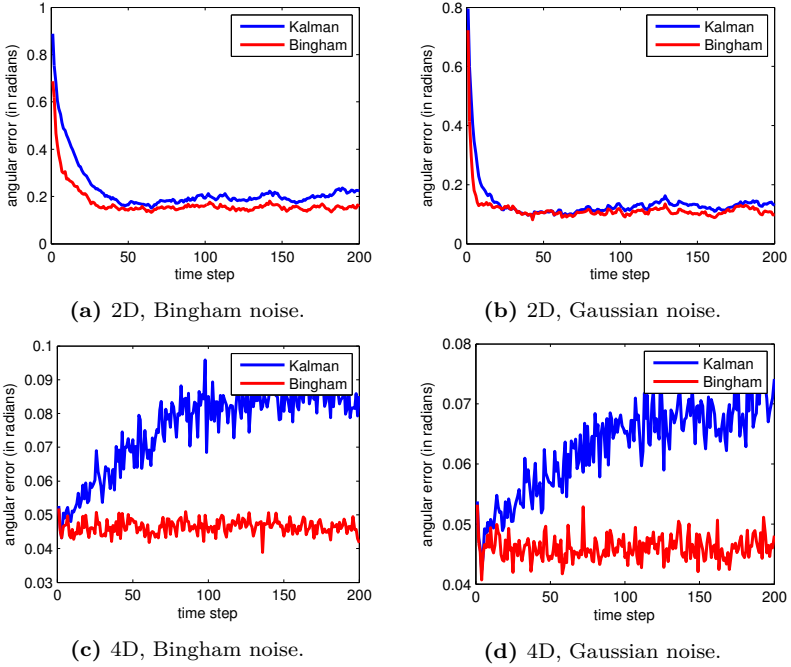 1
0.8
0.6
0.4
0.2
0
angular error (in radians)
0 50 100 150 200
time step
Kalman
Bingham
(a) 2D, Bingham noise.
0.8
0.6
0.4
0.2
0
angular error (in radians)
0 50 100 150 200
time step
Kalman
Bingham
(b) 2D, Gaussian noise.
0.1
0.09
0.08
0.07
0.06
0.05
0.04
0.03
angular error (in radians)
0 50 100 150 200
time step
Kalman
Bingham
(c) 4D, Bingham noise.
0.08
0.07
0.06
0.05
0.04
angular error (in radians)
0 50 100 150 200
time step
Kalman
Bingham
(d) 4D, Gaussian noise.